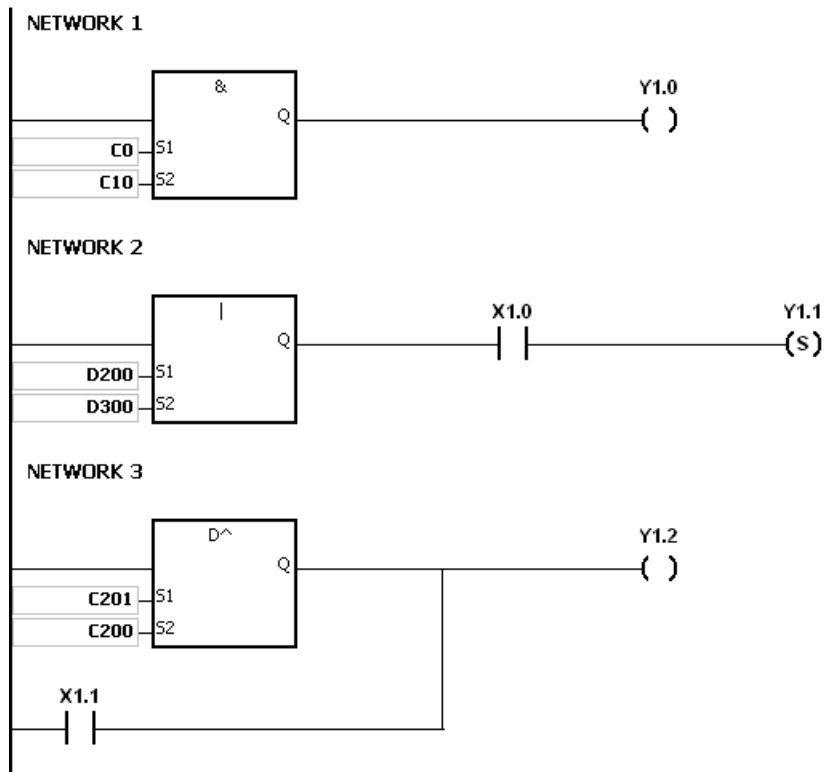 NETWORK 1
&
Y1.0
Q
( )
C0 S1
C10 S2
NETWORK 2
|
X1.0 Y1.1
Q
(S)
D200 S1
D300 S2
NETWORK 3
D^
Y1.2
Q
( )
C201 S1
C200 S2
X1.1